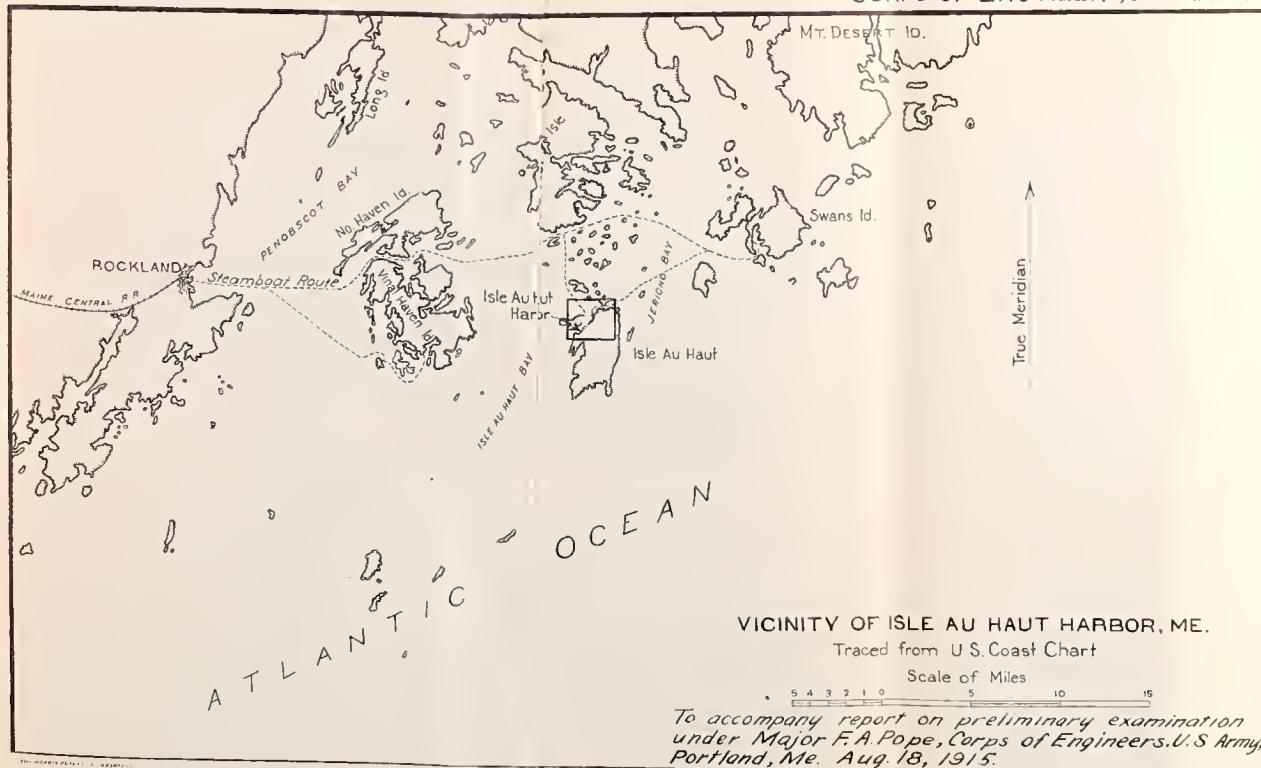 MT. DESERT ID.
Long Id
Isle
PENOBSCOT BAY
No. Haven Id.
Swans Id.
ROCKLAND
Steamboat Route
MAINE CENTRAL R.R.
Vinal Haven Id.
JERICHO BAY
Isle Au Haut
Harbor
Isle Au Haut
ISLE AU HAUT BAY
True Meridian
ATLANTIC OCEAN
VICINITY OF ISLE AU HAUT HARBOR, ME.
Traced from U.S. Coast Chart
Scale of Miles
5 4 3 2 1 0 5 10 15
To accompany report on preliminary examination
under Major F. A. Pope, Corps of Engineers. U.S Army,
Portland, Me. Aug. 18, 1915.